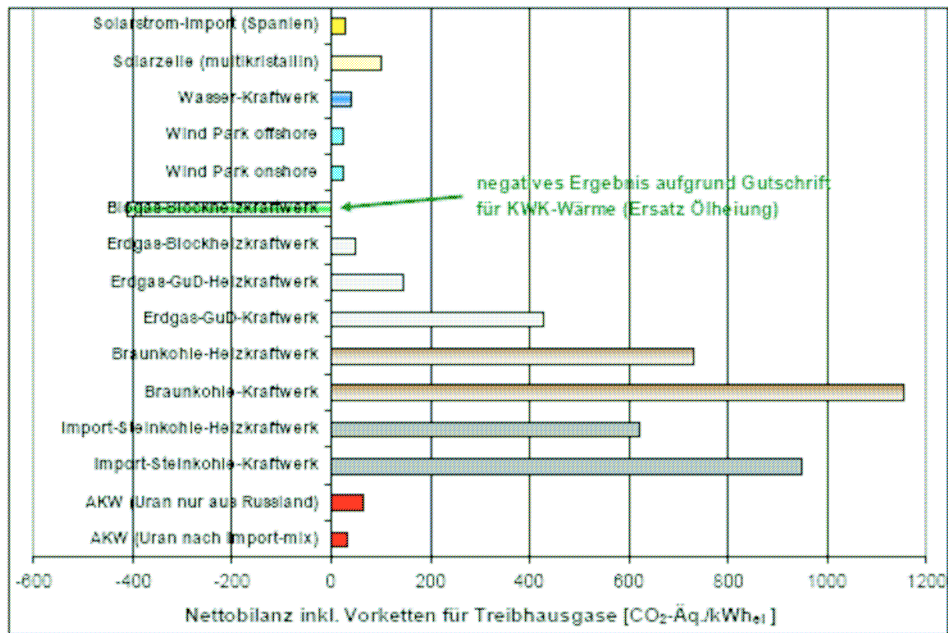 Solarstrom-Import (Spanien)
Solarzelle (multikristallin)
Wasser-Kraftwerk
Wind Park offshore
Wind Park onshore
negatives Ergebnis aufgrund Gutschrift
für KWK-Wärme (Ersatz Ölheiung)
Biogas-Blockheizkraftwerk
Erdgas-Blockheizkraftwerk
Erdgas-GuD-Heizkraftwerk
Erdgas-GuD-Kraftwerk
Braunkohle-Heizkraftwerk
Braunkohle-Kraftwerk
Import-Steinkohle-Heizkraftwerk
Import-Steinkohle-Kraftwerk
AKW (Uran nur aus Russland)
AKW (Uran nach Import-mix)
-600 -400 -200 0 200 400 600 800 1000 1200
Nettobilanz inkl. Vorketten für Treibhausgase [CO₂-Äq./kWhel]